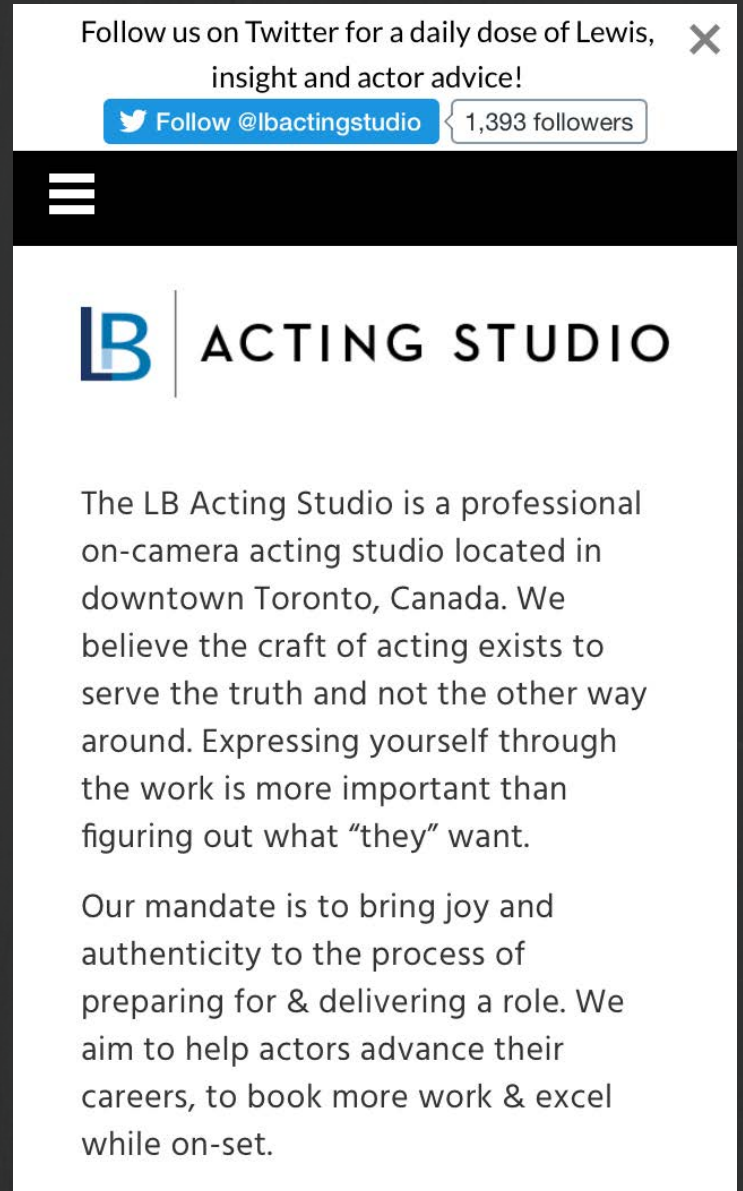 Follow us on Twitter for a daily dose of Lewis,
insight and actor advice!
Follow @lbactingstudio 1,393 followers
LB ACTING STUDIO
The LB Acting Studio is a professional
on-camera acting studio located in
downtown Toronto, Canada. We
believe the craft of acting exists to
serve the truth and not the other way
around. Expressing yourself through
the work is more important than
figuring out what “they” want.
Our mandate is to bring joy and
authenticity to the process of
preparing for & delivering a role. We
aim to help actors advance their
careers, to book more work & excel
while on-set.